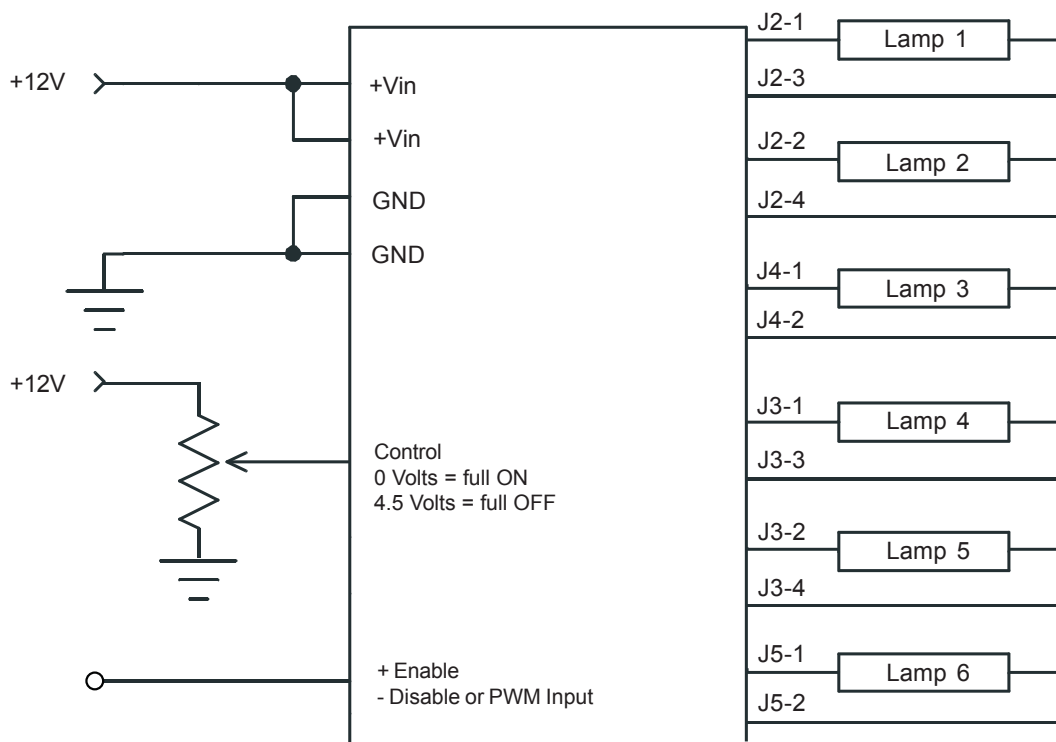 +12V
+Vin
+Vin
GND
GND
+12V
Control
0 Volts = full ON
4.5 Volts = full OFF
+ Enable
- Disable or PWM Input
J2-1
Lamp 1
J2-3
J2-2
Lamp 2
J2-4
J4-1
Lamp 3
J4-2
J3-1
Lamp 4
J3-3
J3-2
Lamp 5
J3-4
J5-1
Lamp 6
J5-2